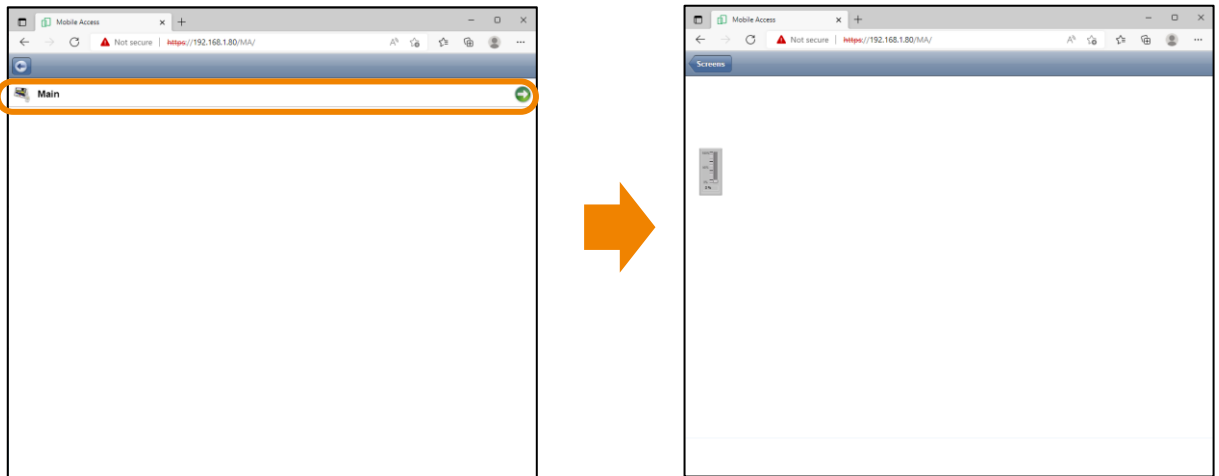 Mobile Access
Not secure | https://192.168.1.80/MA/
Main
Mobile Access
Not secure | https://192.168.1.80/MA/
Screens